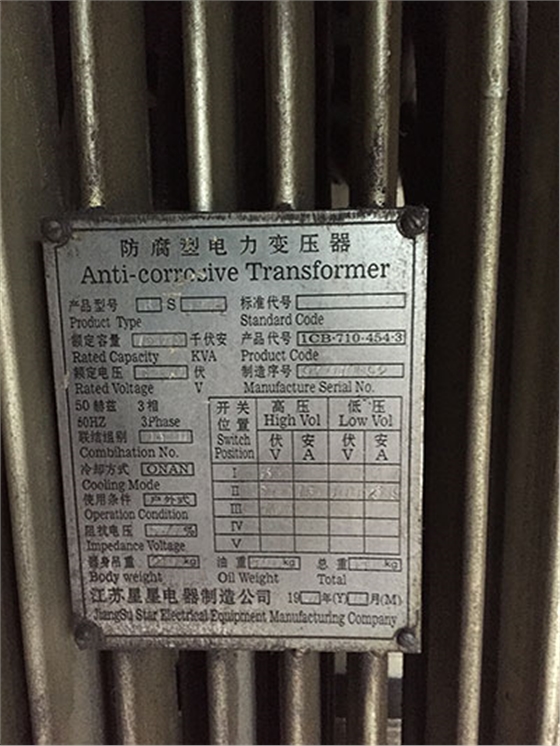 防腐型电力变压器
Anti-corrosive Transformer
产品型号 S 标准代号
Product Type Standard Code
额定容量 千伏安 产品代号 1CB·710·454·3
Rated Capacity KVA Product Code
额定电压 伏 制造序号
Rated Voltage V Manufacture Serial No.
50赫兹 3相
50HZ 3Phase
联结组别
Combihation No.
冷却方式 ONAN
Cooling Mode
使用条件 户外式
Operation Condition
阻抗电压 %
Impedance Voltage
开关位置 高压 低压
Switch Position High Vol Low Vol
伏 安 伏 安
V A V A
I
II
III
IV
V
器身吊重 kg 油重 kg 总重 kg
Body weight Oil Weight Total
江苏星星电器制造公司 19 年(Y) 月(M)
JiangSu Star Electrical Equipment Manufacturing Company